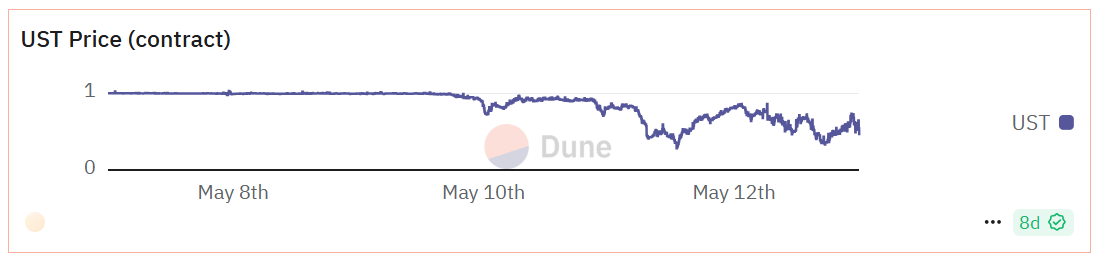 UST Price (contract)
1
UST
Dune
0
May 8th
May 10th
May 12th
8d